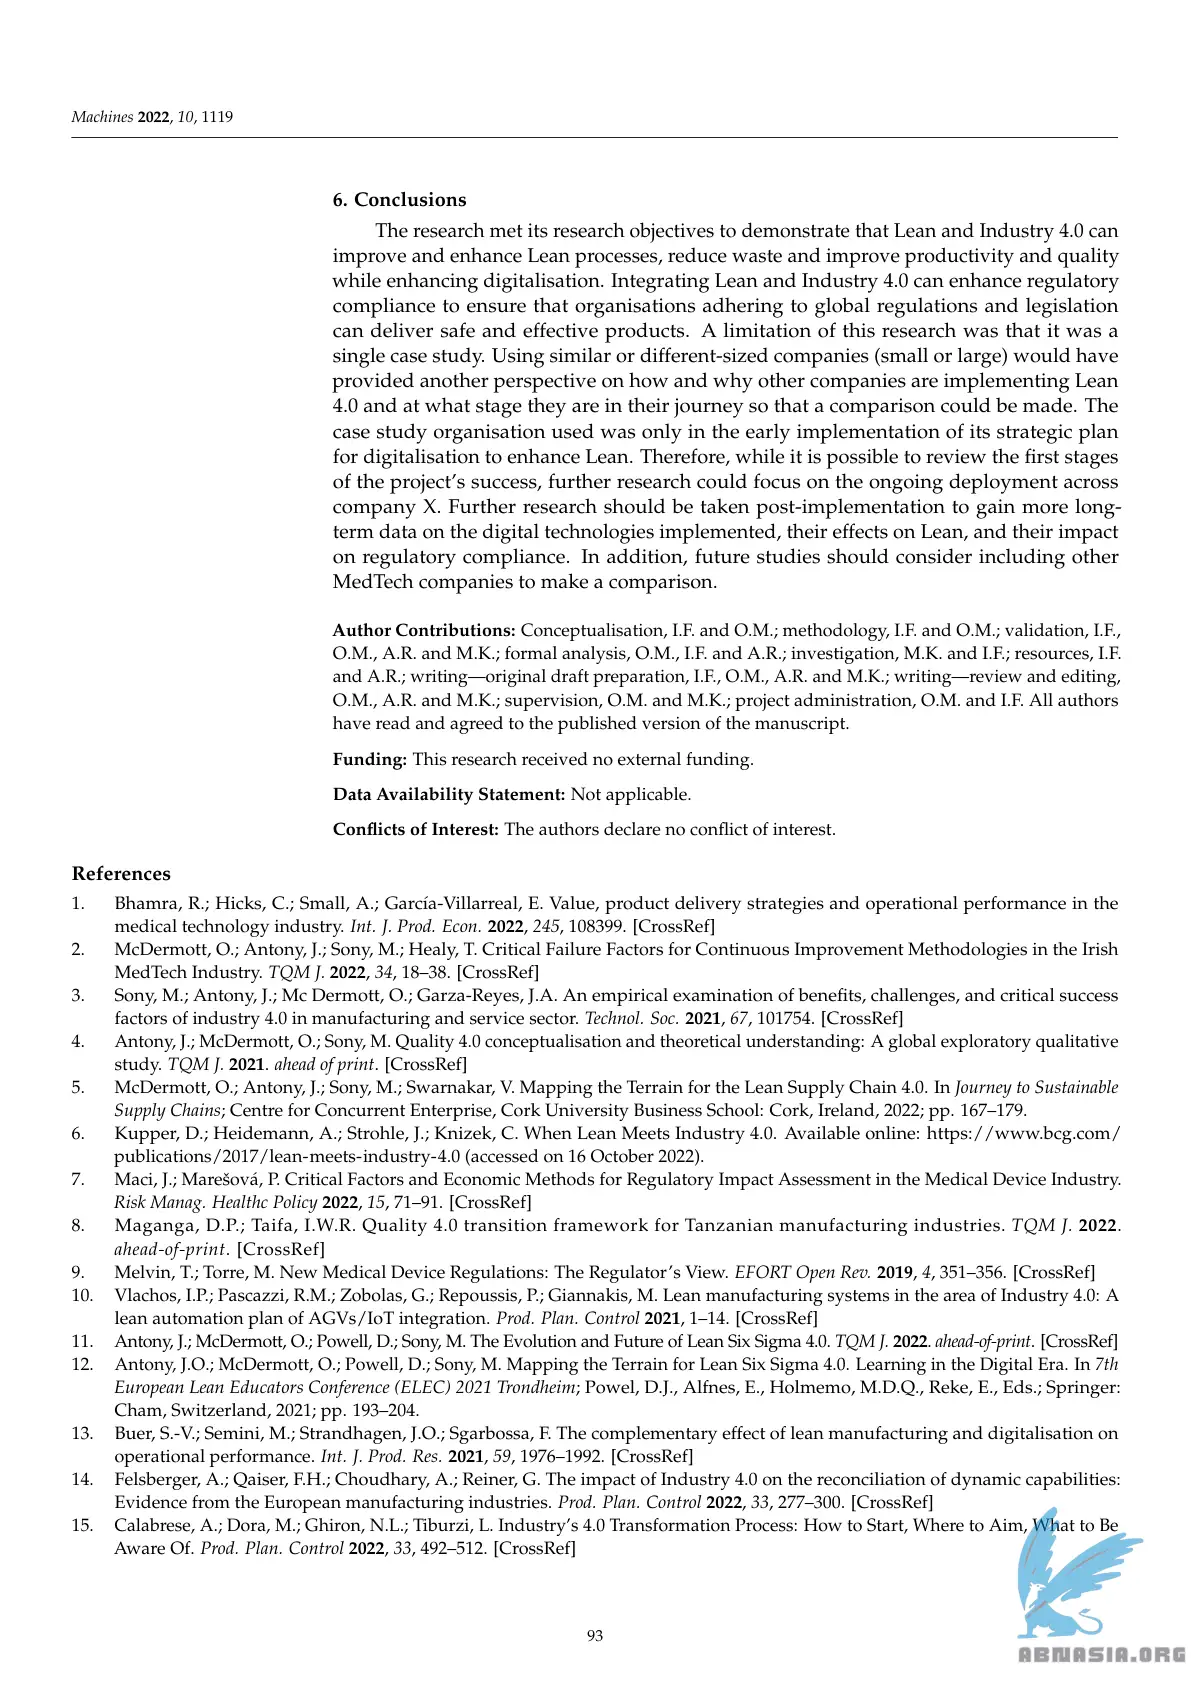 Machines 2022, 10, 1119
6. Conclusions
The research met its research objectives to demonstrate that Lean and Industry 4.0 can
improve and enhance Lean processes, reduce waste and improve productivity and quality
while enhancing digitalisation. Integrating Lean and Industry 4.0 can enhance regulatory
compliance to ensure that organisations adhering to global regulations and legislation
can deliver safe and effective products. A limitation of this research was that it was a
single case study. Using similar or different-sized companies (small or large) would have
provided another perspective on how and why other companies are implementing Lean
4.0 and at what stage they are in their journey so that a comparison could be made. The
case study organisation used was only in the early implementation of its strategic plan
for digitalisation to enhance Lean. Therefore, while it is possible to review the first stages
of the project's success, further research could focus on the ongoing deployment across
company X. Further research should be taken post-implementation to gain more long-
term data on the digital technologies implemented, their effects on Lean, and their impact
on regulatory compliance. In addition, future studies should consider including other
MedTech companies to make a comparison.
Author Contributions: Conceptualisation, I.F. and O.M.; methodology, I.F. and O.M.; validation, I.F.,
O.M., A.R. and M.K.; formal analysis, O.M., I.F. and A.R.; investigation, M.K. and I.F.; resources, I.F.
and A.R.; writing—original draft preparation, I.F., O.M., A.R. and M.K.; writing—review and editing,
O.M., A.R. and M.K.; supervision, O.M. and M.K.; project administration, O.M. and I.F. All authors
have read and agreed to the published version of the manuscript.
Funding: This research received no external funding.
Data Availability Statement: Not applicable.
Conflicts of Interest: The authors declare no conflict of interest.
References
1. Bhamra, R.; Hicks, C.; Small, A.; García-Villarreal, E. Value, product delivery strategies and operational performance in the
medical technology industry. Int. J. Prod. Econ. 2022, 245, 108399. [CrossRef]
2. McDermott, O.; Antony, J.; Sony, M.; Healy, T. Critical Failure Factors for Continuous Improvement Methodologies in the Irish
MedTech Industry. TQM J. 2022, 34, 18–38. [CrossRef]
3. Sony, M.; Antony, J.; Mc Dermott, O.; Garza-Reyes, J.A. An empirical examination of benefits, challenges, and critical success
factors of industry 4.0 in manufacturing and service sector. Technol. Soc. 2021, 67, 101754. [CrossRef]
4. Antony, J.; McDermott, O.; Sony, M. Quality 4.0 conceptualisation and theoretical understanding: A global exploratory qualitative
study. TQM J. 2021. ahead of print. [CrossRef]
5. McDermott, O.; Antony, J.; Sony, M.; Swarnakar, V. Mapping the Terrain for the Lean Supply Chain 4.0. In Journey to Sustainable
Supply Chains; Centre for Concurrent Enterprise, Cork University Business School: Cork, Ireland, 2022; pp. 167–179.
6. Kupper, D.; Heidemann, A.; Strohle, J.; Knizek, C. When Lean Meets Industry 4.0. Available online: https://www.bcg.com/
publications/2017/lean-meets-industry-4.0 (accessed on 16 October 2022).
7. Maci, J.; Marešová, P. Critical Factors and Economic Methods for Regulatory Impact Assessment in the Medical Device Industry.
Risk Manag. Healthc Policy 2022, 15, 71–91. [CrossRef]
8. Maganga, D.P.; Taifa, I.W.R. Quality 4.0 transition framework for Tanzanian manufacturing industries. TQM J. 2022.
ahead-of-print. [CrossRef]
9. Melvin, T.; Torre, M. New Medical Device Regulations: The Regulator's View. EFORT Open Rev. 2019, 4, 351–356. [CrossRef]
10. Vlachos, I.P.; Pascazzi, R.M.; Zobolas, G.; Repoussis, P.; Giannakis, M. Lean manufacturing systems in the area of Industry 4.0: A
lean automation plan of AGVs/IoT integration. Prod. Plan. Control 2021, 1–14. [CrossRef]
11. Antony, J.; McDermott, O.; Powell, D.; Sony, M. The Evolution and Future of Lean Six Sigma 4.0. TQM J. 2022. ahead-of-print. [CrossRef]
12. Antony, J.O.; McDermott, O.; Powell, D.; Sony, M. Mapping the Terrain for Lean Six Sigma 4.0. Learning in the Digital Era. In 7th
European Lean Educators Conference (ELEC) 2021 Trondheim; Powel, D.J., Alfnes, E., Holmemo, M.D.Q., Reke, E., Eds.; Springer:
Cham, Switzerland, 2021; pp. 193–204.
13. Buer, S.-V.; Semini, M.; Strandhagen, J.O.; Sgarbossa, F. The complementary effect of lean manufacturing and digitalisation on
operational performance. Int. J. Prod. Res. 2021, 59, 1976–1992. [CrossRef]
14. Felsberger, A.; Qaiser, F.H.; Choudhary, A.; Reiner, G. The impact of Industry 4.0 on the reconciliation of dynamic capabilities:
Evidence from the European manufacturing industries. Prod. Plan. Control 2022, 33, 277–300. [CrossRef]
15. Calabrese, A.; Dora, M.; Ghiron, N.L.; Tiburzi, L. Industry's 4.0 Transformation Process: How to Start, Where to Aim, What to Be
Aware Of. Prod. Plan. Control 2022, 33, 492–512. [CrossRef]
93
ABNASIA.ORG